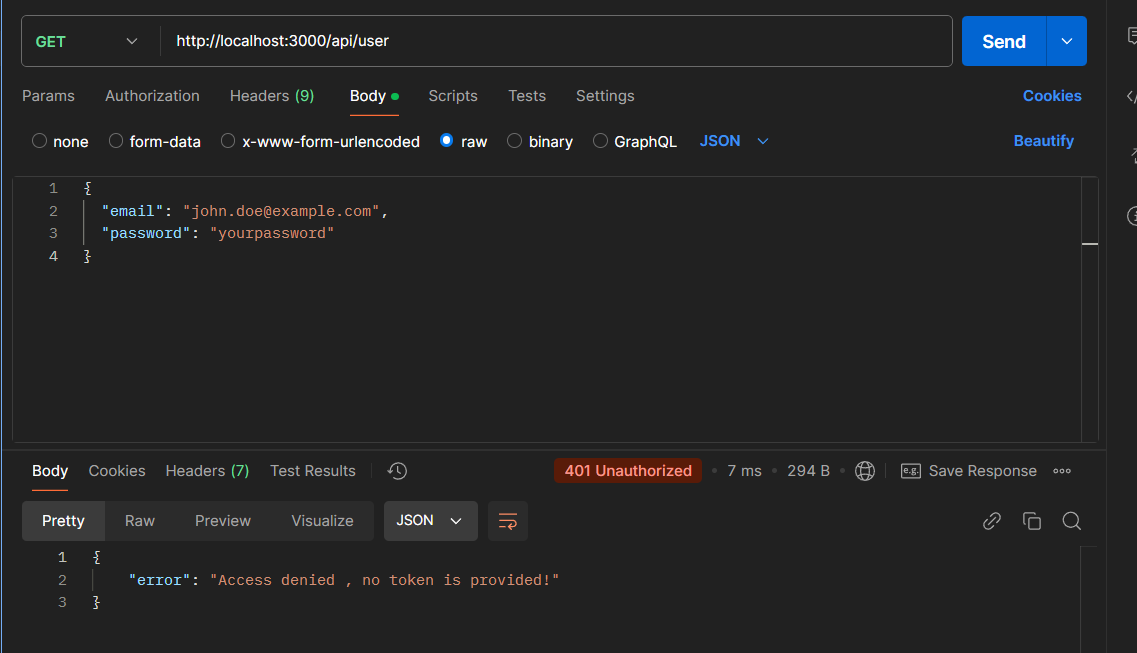 GET http://localhost:3000/api/user Send
Params Authorization Headers (9) Body Scripts Tests Settings Cookies
none form-data x-www-form-urlencoded raw binary GraphQL JSON Beautify
1 {
2 "email": "john.doe@example.com",
3 "password": "yourpassword"
4 }
Body Cookies Headers (7) Test Results 401 Unauthorized • 7 ms • 294 B • e.g. Save Response
Pretty Raw Preview Visualize JSON
1 {
2 "error": "Access denied , no token is provided!"
3 }